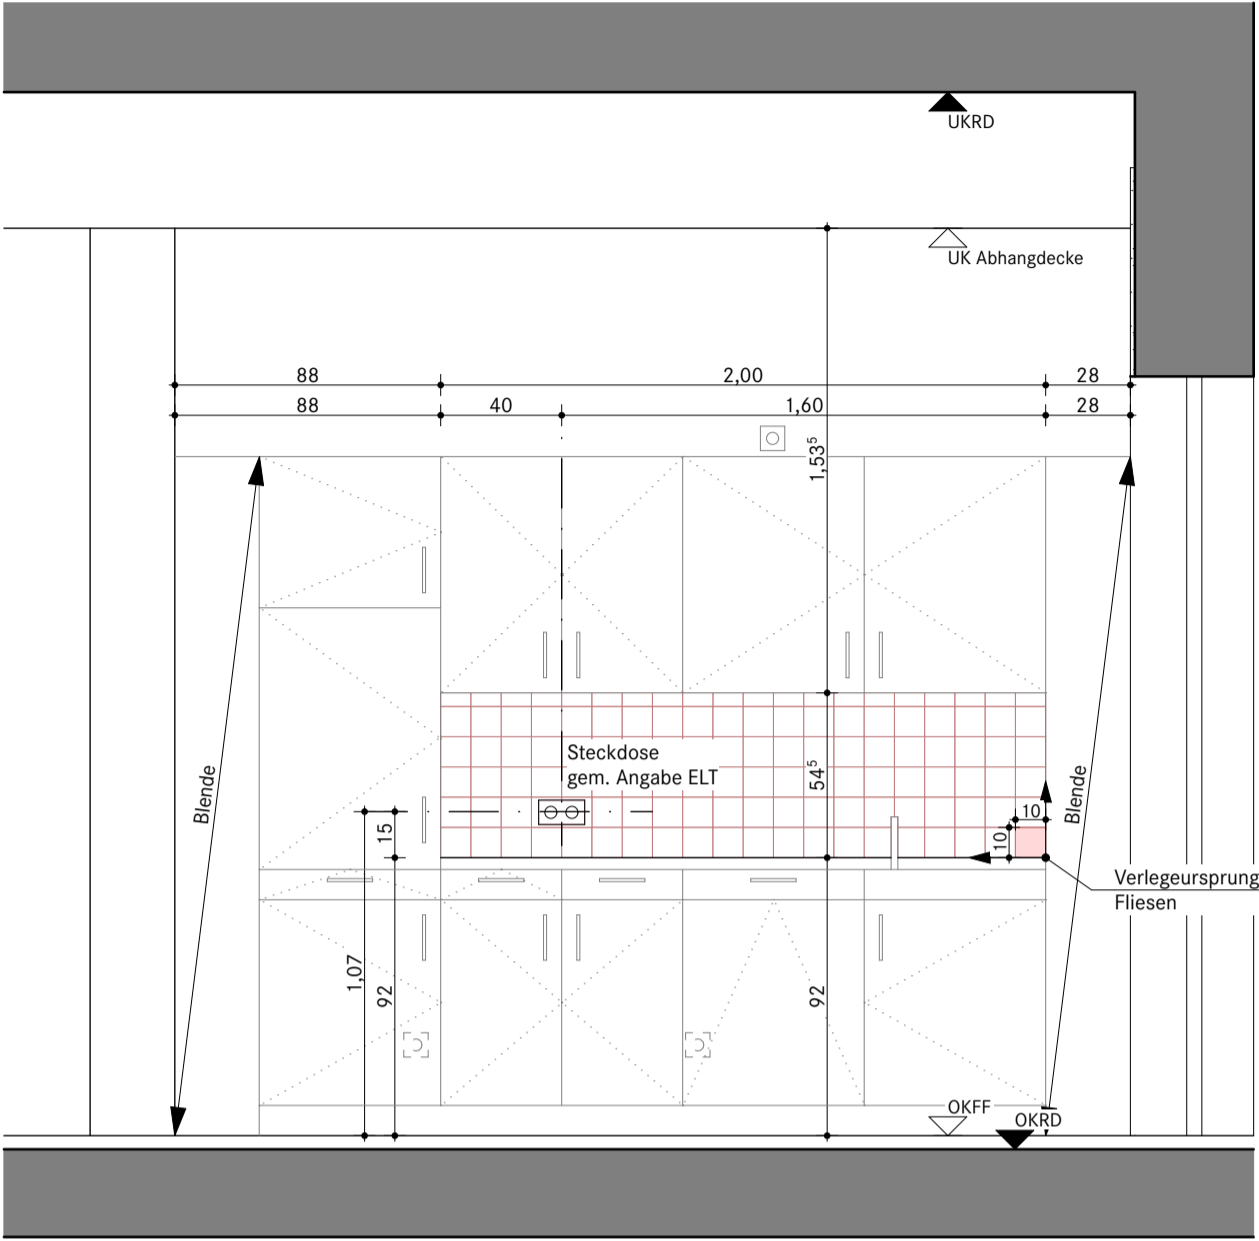 UKRD
UK Abhangdecke
88
2,00
28
88
40
1,60
28
1,53⁵
Steckdose
gem. Angabe ELT
54⁵
Blende
Blende
10
10
15
Verlegeursprung
Fliesen
1,07
92
92
OKFF
OKRD